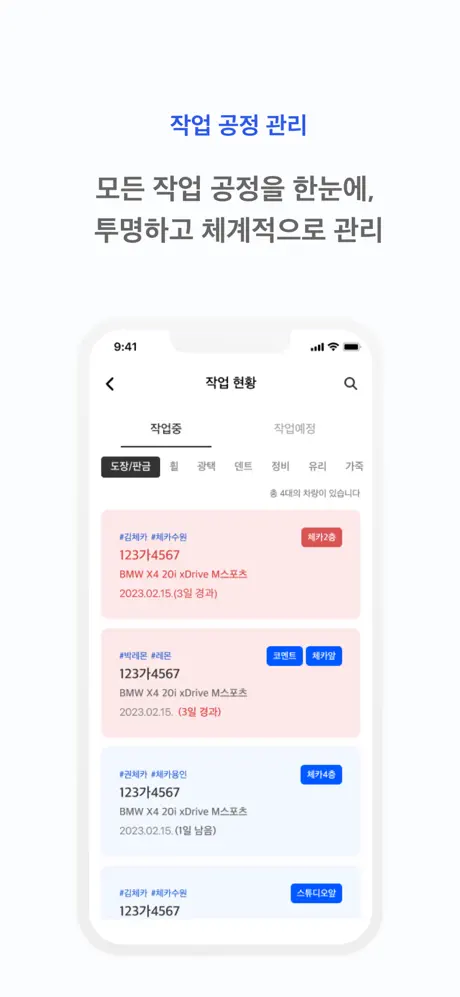 작업 공정 관리
모든 작업 공정을 한눈에,
투명하고 체계적으로 관리
9:41
작업 현황
작업중 작업예정
도장/판금 휠 광택 덴트 정비 유리 가죽
총 4대의 차량이 있습니다
#김체카 #체카수원 체카2층
123가4567
BMW X4 20i xDrive M스포츠
2023.02.15.(3일 경과)
#박레몬 #레몬 코멘트 체카앞
123가4567
BMW X4 20i xDrive M스포츠
2023.02.15. (3일 경과)
#권체카 #체카용인 체카4층
123가4567
BMW X4 20i xDrive M스포츠
2023.02.15.(1일 남음)
#김체카 #체카수원 스튜디오앞
123가4567